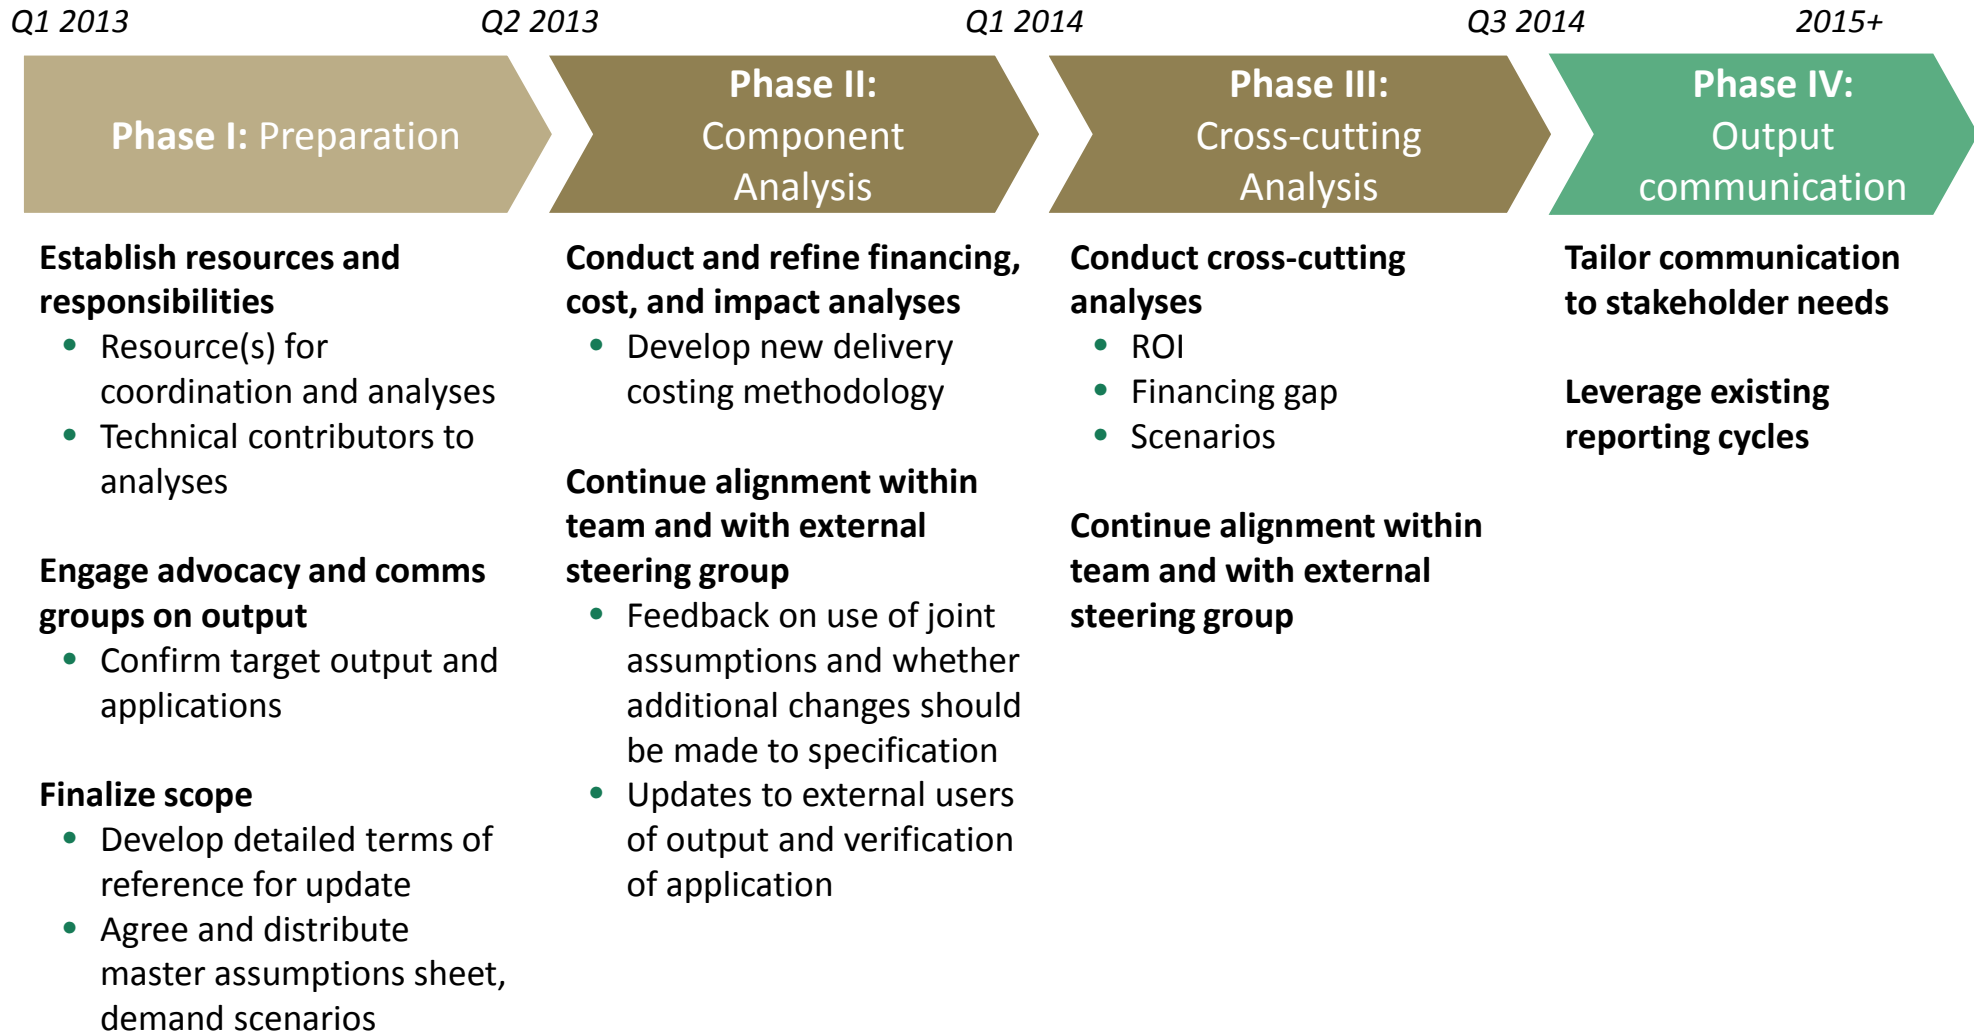 Q1 2013
Q2 2013
Q1 2014
Q3 2014
2015+
Phase I: Preparation
Phase II:
Component
Analysis
Phase III:
Cross-cutting
Analysis
Phase IV:
Output
communication
Establish resources and
responsibilities
• Resource(s) for
coordination and analyses
• Technical contributors to
analyses
Engage advocacy and comms
groups on output
• Confirm target output and
applications
Finalize scope
• Develop detailed terms of
reference for update
• Agree and distribute
master assumptions sheet,
demand scenarios
Conduct and refine financing,
cost, and impact analyses
• Develop new delivery
costing methodology
Continue alignment within
team and with external
steering group
• Feedback on use of joint
assumptions and whether
additional changes should
be made to specification
• Updates to external users
of output and verification
of application
Conduct cross-cutting
analyses
• ROI
• Financing gap
• Scenarios
Continue alignment within
team and with external
steering group
Tailor communication
to stakeholder needs
Leverage existing
reporting cycles